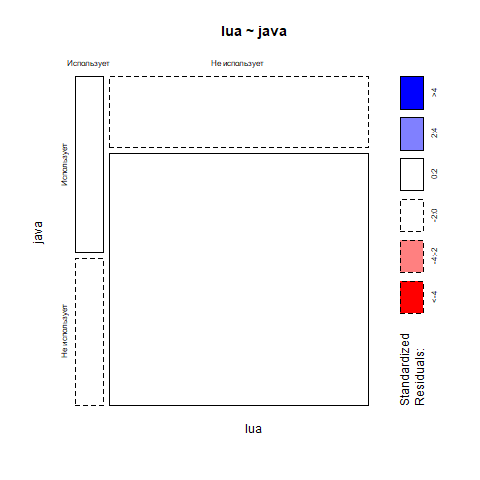 lua ~ java
Использует
Не использует
Использует
Не использует
java
lua
>4
2:4
0:2
-2:0
-4:-2
<-4
Standardized
Residuals: